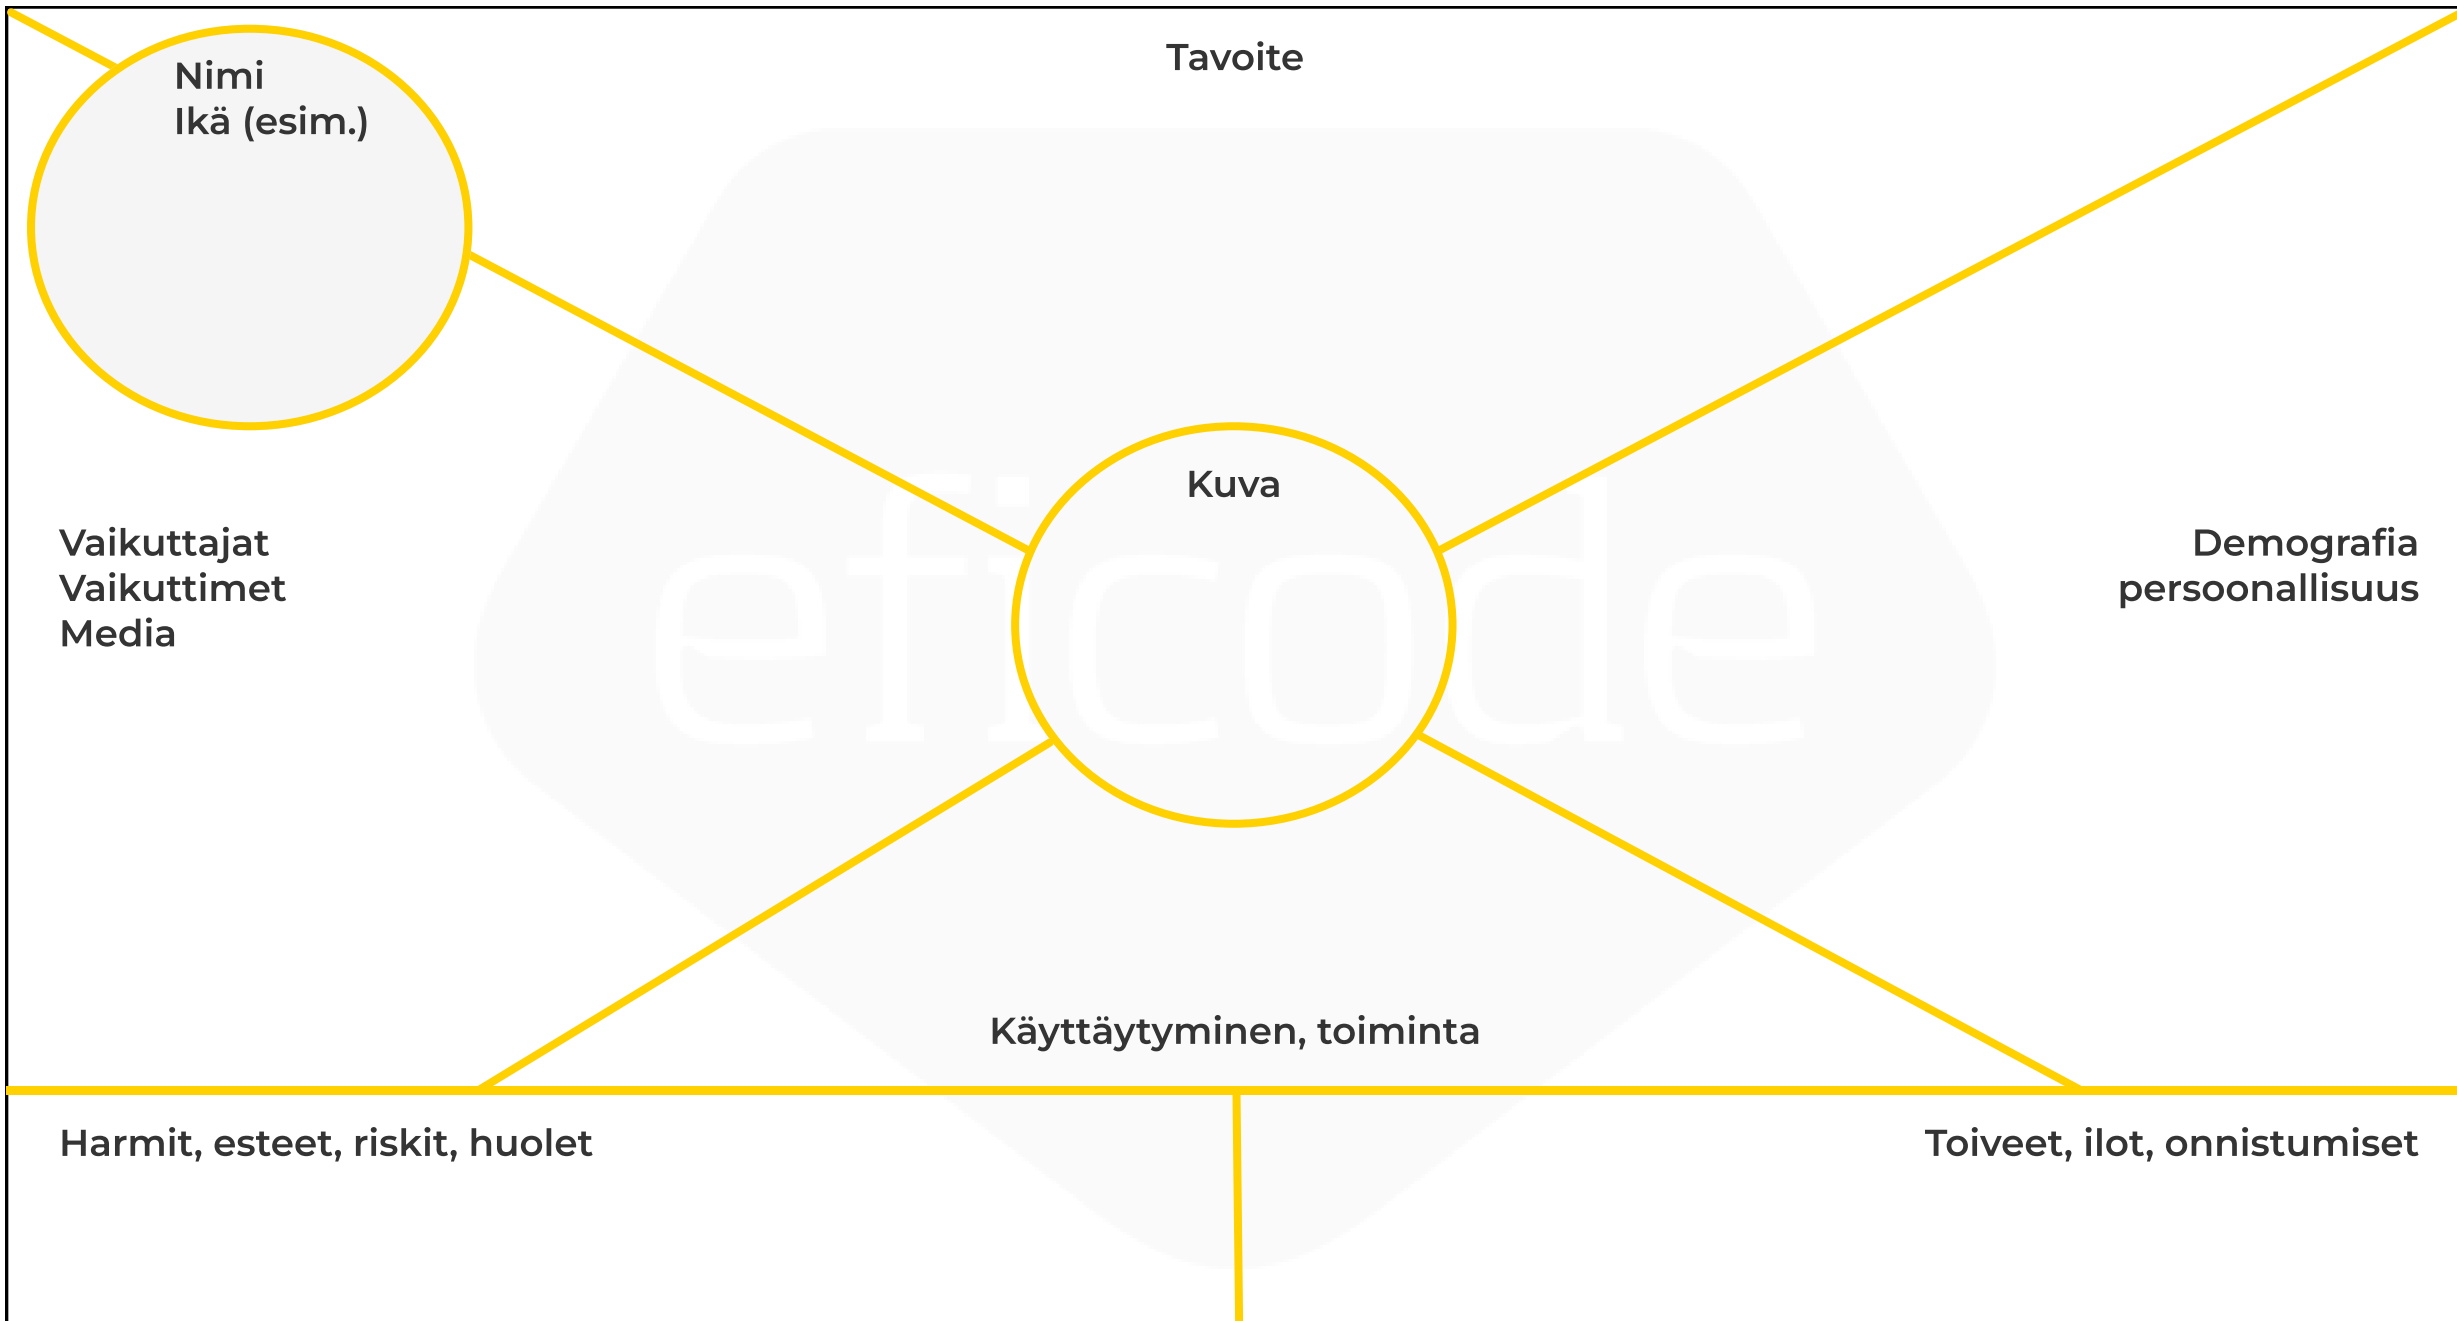 Nimi
Ikä (esim.)
Tavoite
Kuva
Vaikuttajat
Vaikuttimet
Media
eficode
Demografia
persoonallisuus
Käyttäytyminen, toiminta
Harmit, esteet, riskit, huolet
Toiveet, ilot, onnistumiset